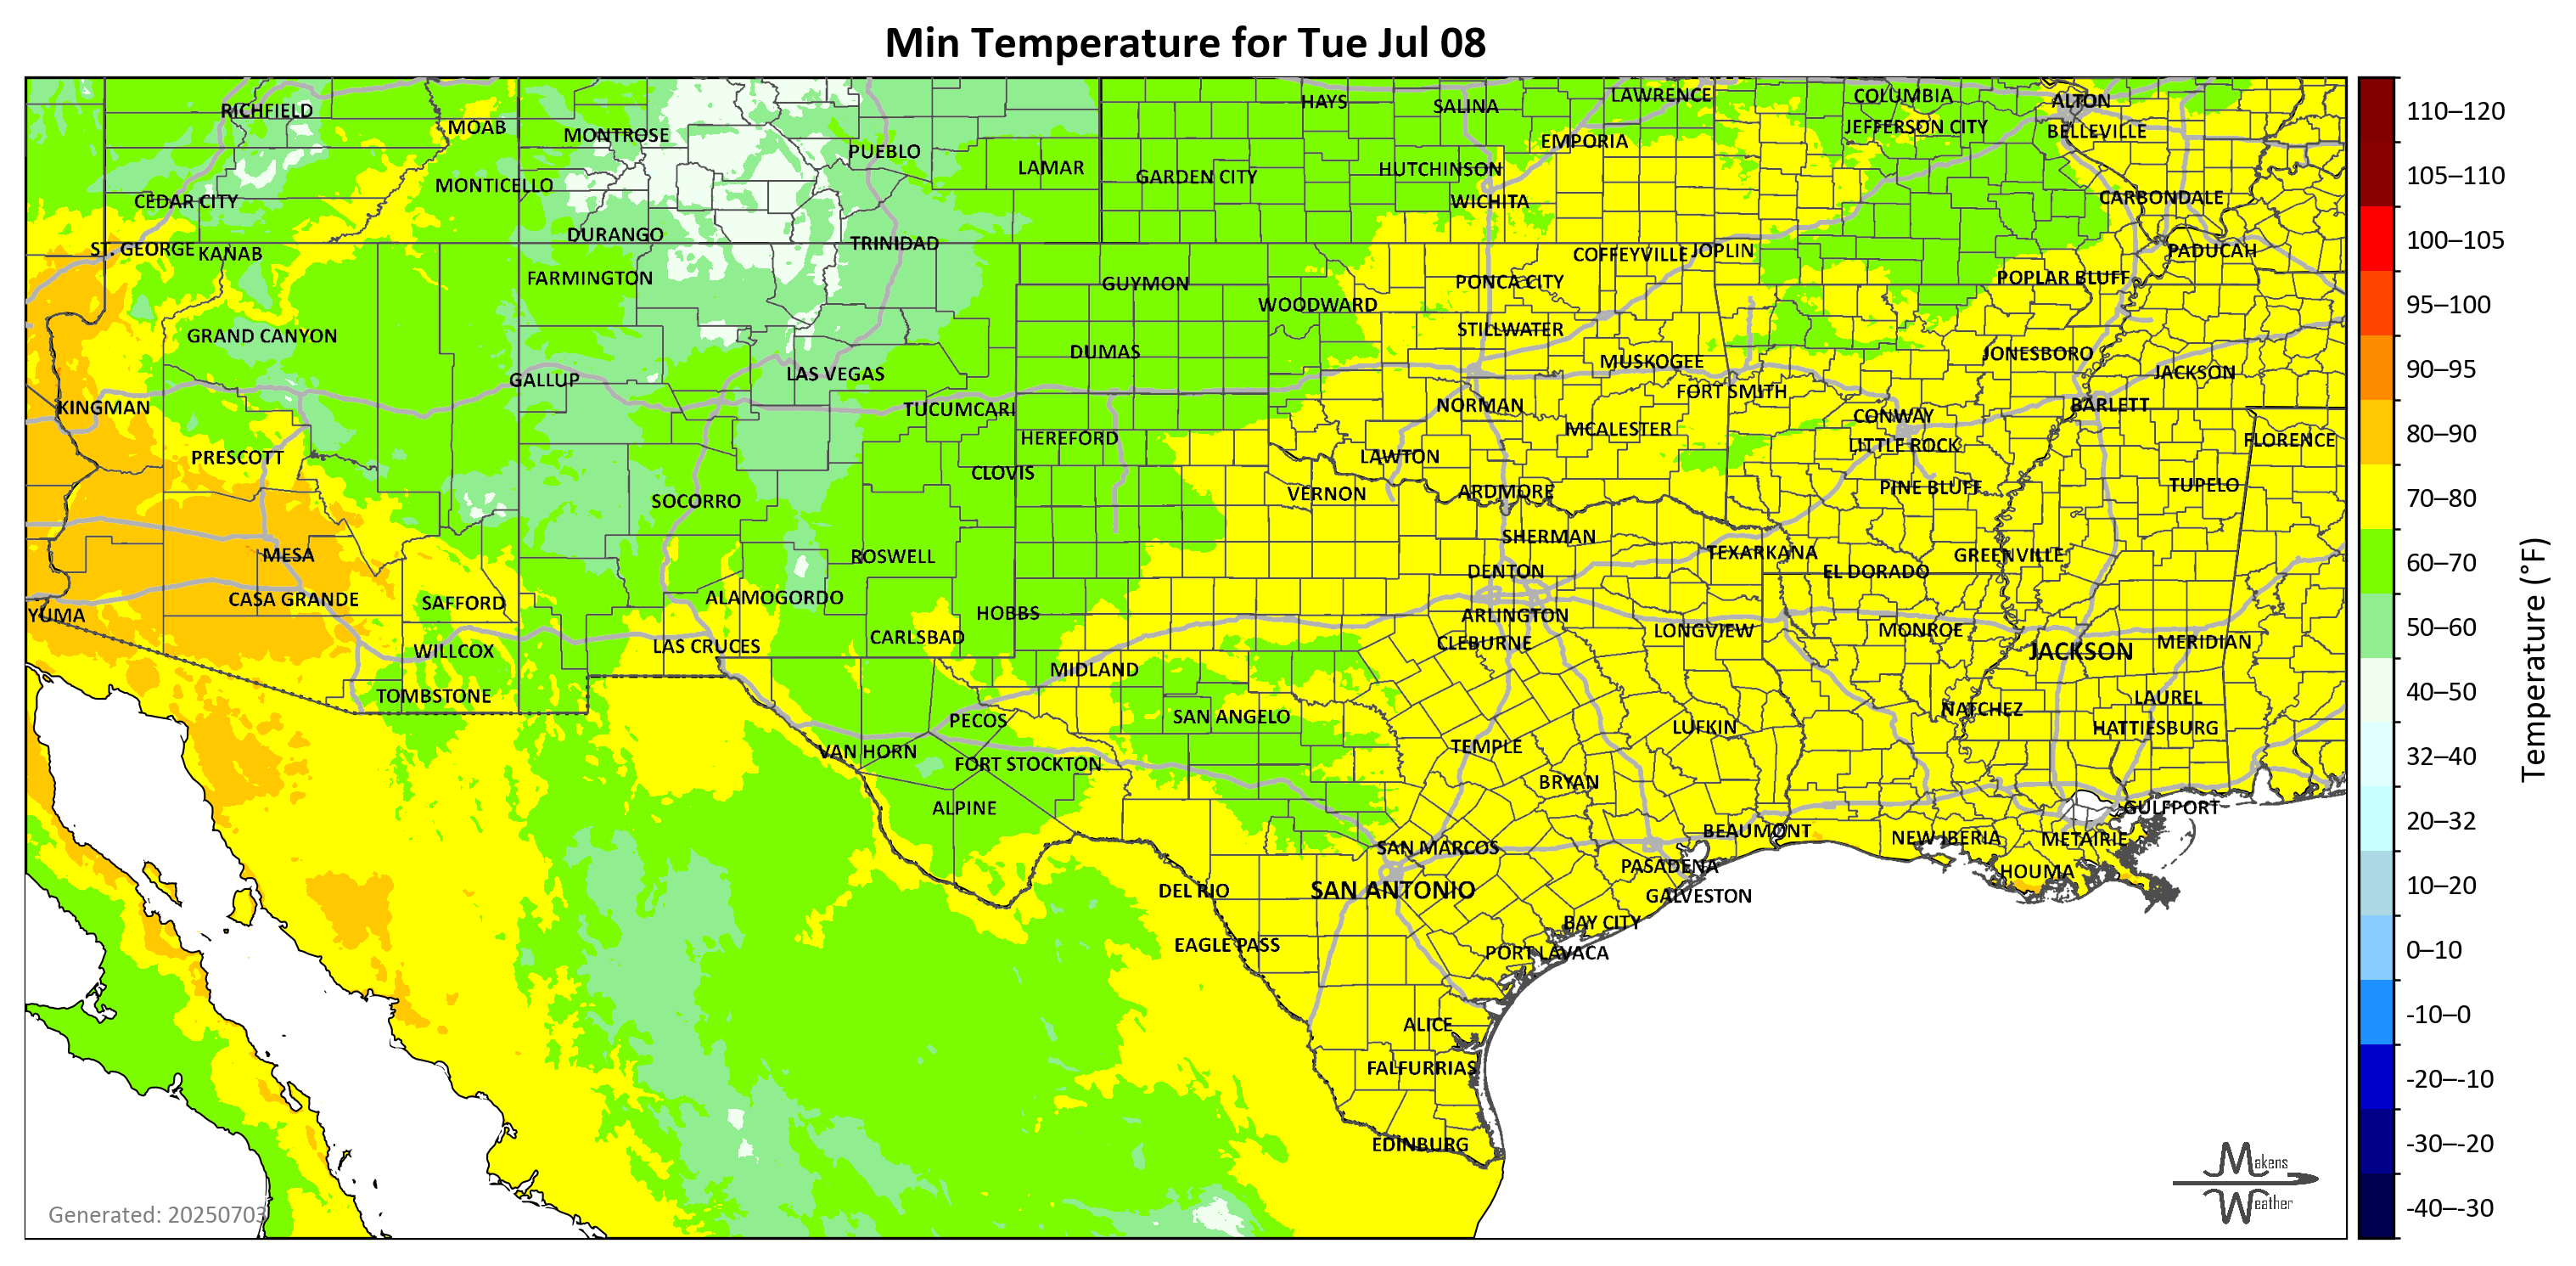 Min Temperature for Tue Jul 08
RICHFIELD
MOAB
MONTROSE
PUEBLO
LAMAR
HAYS
SALINA
LAWRENCE
COLUMBIA
ALTON
EMPORIA
JEFFERSON CITY
BELLEVILLE
MONTICELLO
GARDEN CITY
HUTCHINSON
CEDAR CITY
WICHITA
CARBONDALE
DURANGO
TRINIDAD
ST. GEORGE
KANAB
COFFEYVILLE
JOPLIN
PADUCAH
FARMINGTON
GUYMON
PONCA CITY
POPLAR BLUFF
WOODWARD
GRAND CANYON
STILLWATER
DUMAS
MUSKOGEE
JONESBORO
GALLUP
LAS VEGAS
FORT SMITH
JACKSON
KINGMAN
TUCUMCARI
NORMAN
CONWAY
BARLETT
HEREFORD
MCALESTER
LITTLE ROCK
FLORENCE
PRESCOTT
CLOVIS
LAWTON
SOCORRO
VERNON
ARDMORE
PINE BLUFF
TUPELO
MESA
ROSWELL
SHERMAN
TEXARKANA
GREENVILLE
DENTON
EL DORADO
CASA GRANDE
SAFFORD
ALAMOGORDO
HOBBS
YUMA
ARLINGTON
LAS CRUCES
CARLSBAD
CLEBURNE
LONGVIEW
MONROE
JACKSON
MERIDIAN
WILLCOX
MIDLAND
TOMBSTONE
PECOS
SAN ANGELO
LAUREL
NATCHEZ
VAN HORN
FORT STOCKTON
TEMPLE
LUFKIN
HATTIESBURG
ALPINE
BRYAN
GULFPORT
SAN MARCOS
BEAUMONT
NEW IBERIA
METAIRIE
DEL RIO
SAN ANTONIO
PASADENA
HOUMA
GALVESTON
EAGLE PASS
BAY CITY
PORT LAVACA
ALICE
FALFURRIAS
EDINBURG
Generated: 20250703
Makens
Weather
110–120
105–110
100–105
95–100
90–95
80–90
70–80
60–70
50–60
40–50
32–40
20–32
10–20
0–10
-10–0
-20–-10
-30–-20
-40–-30
Temperature (°F)